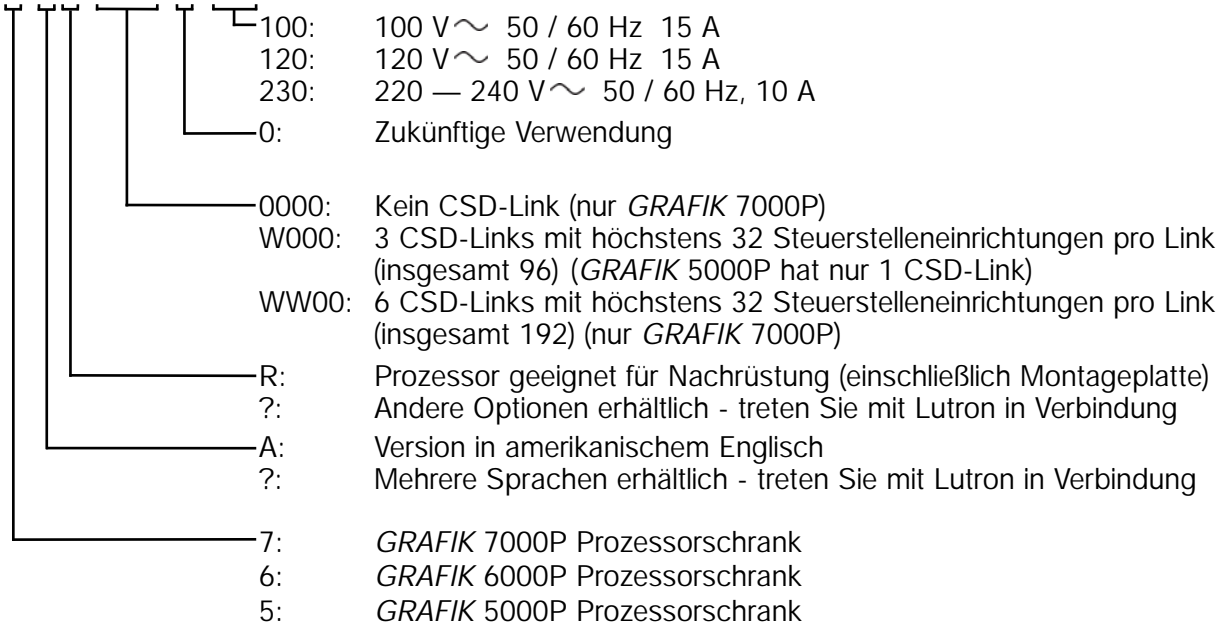 100: 100 V～ 50 / 60 Hz 15 A
120: 120 V～ 50 / 60 Hz 15 A
230: 220 — 240 V～ 50 / 60 Hz, 10 A
0: Zukünftige Verwendung
0000: Kein CSD-Link (nur GRAFIK 7000P)
W000: 3 CSD-Links mit höchstens 32 Steuerstelleneinrichtungen pro Link
(insgesamt 96) (GRAFIK 5000P hat nur 1 CSD-Link)
WW00: 6 CSD-Links mit höchstens 32 Steuerstelleneinrichtungen pro Link
(insgesamt 192) (nur GRAFIK 7000P)
R: Prozessor geeignet für Nachrüstung (einschließlich Montageplatte)
?: Andere Optionen erhältlich - treten Sie mit Lutron in Verbindung
A: Version in amerikanischem Englisch
?: Mehrere Sprachen erhältlich - treten Sie mit Lutron in Verbindung
7: GRAFIK 7000P Prozessorschrank
6: GRAFIK 6000P Prozessorschrank
5: GRAFIK 5000P Prozessorschrank